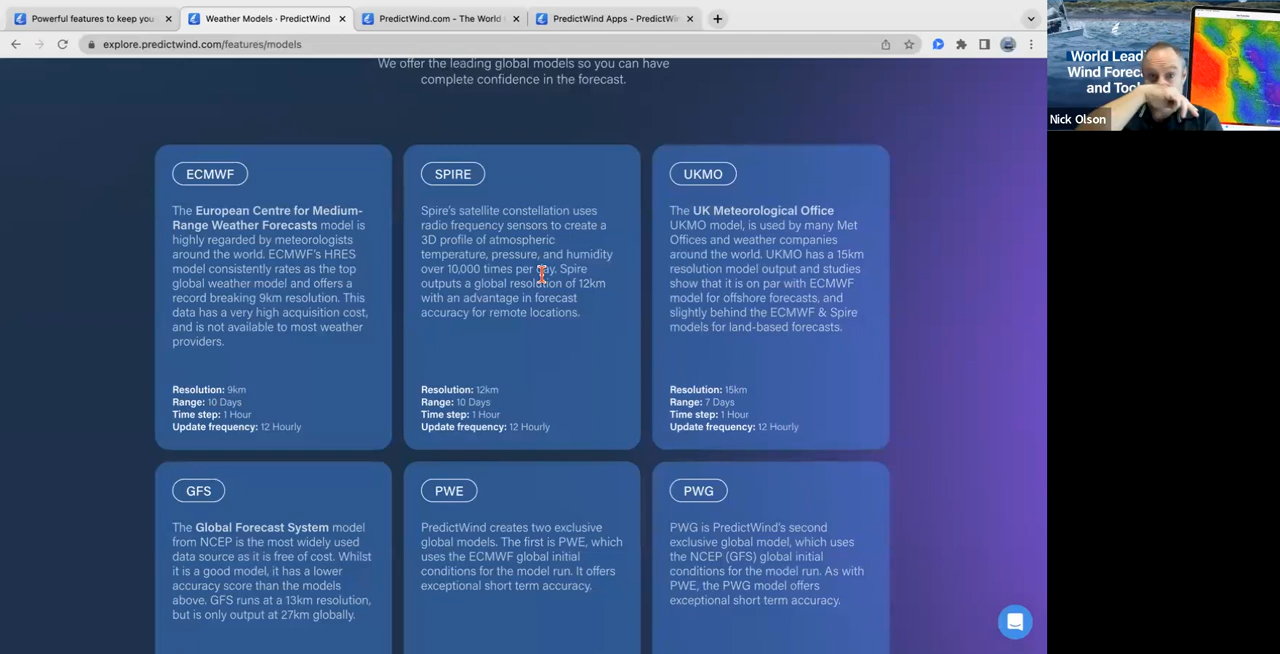 Powerful features to keep you
Weather Models · PredictWind
PredictWind.com - The World
PredictWind Apps - PredictWi
explore.predictwind.com/features/models
We offer the leading global models so you can have
complete confidence in the forecast.
ECMWF
The European Centre for Medium-
Range Weather Forecasts model is
highly regarded by meteorologists
around the world. ECMWF's HRES
model consistently rates as the top
global weather model and offers a
record breaking 9km resolution. This
data has a very high acquisition cost,
and is not available to most weather
providers.
Resolution: 9km
Range: 10 Days
Time step: 1 Hour
Update frequency: 12 Hourly
SPIRE
Spire's satellite constellation uses
radio frequency sensors to create a
3D profile of atmospheric
temperature, pressure, and humidity
over 10,000 times per day. Spire
outputs a global resolution of 12km
with an advantage in forecast
accuracy for remote locations.
Resolution: 12km
Range: 10 Days
Time step: 1 Hour
Update frequency: 12 Hourly
UKMO
The UK Meteorological Office
UKMO model, is used by many Met
Offices and weather companies
around the world. UKMO has a 15km
resolution model output and studies
show that it is on par with ECMWF
model for offshore forecasts, and
slightly behind the ECMWF & Spire
models for land-based forecasts.
Resolution: 15km
Range: 7 Days
Time step: 1 Hour
Update frequency: 12 Hourly
GFS
The Global Forecast System model
from NCEP is the most widely used
data source as it is free of cost. Whilst
it is a good model, it has a lower
accuracy score than the models
above. GFS runs at a 13km resolution,
but is only output at 27km globally.
PWE
PredictWind creates two exclusive
global models. The first is PWE, which
uses the ECMWF global initial
conditions for the model run. It offers
exceptional short term accuracy.
PWG
PWG is PredictWind's second
exclusive global model, which uses
the NCEP (GFS) global initial
conditions for the model run. As with
PWE, the PWG model offers
exceptional short term accuracy.
World Lead
Wind Forec
and Tool
Nick Olson